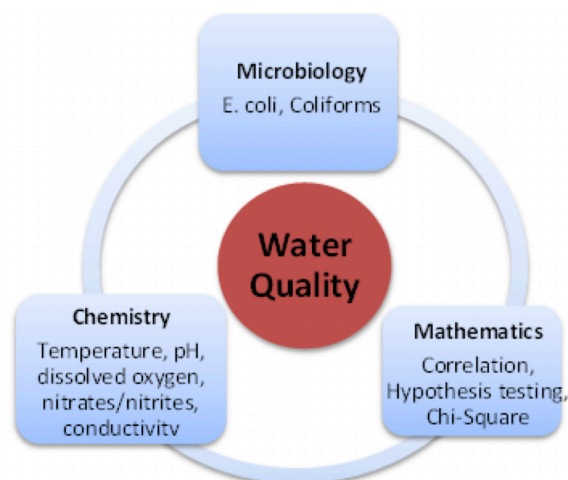 Microbiology
E. coli, Coliforms
Water
Quality
Chemistry
Temperature, pH,
dissolved oxygen,
nitrates/nitrites,
conductivity
Mathematics
Correlation,
Hypothesis testing,
Chi-Square